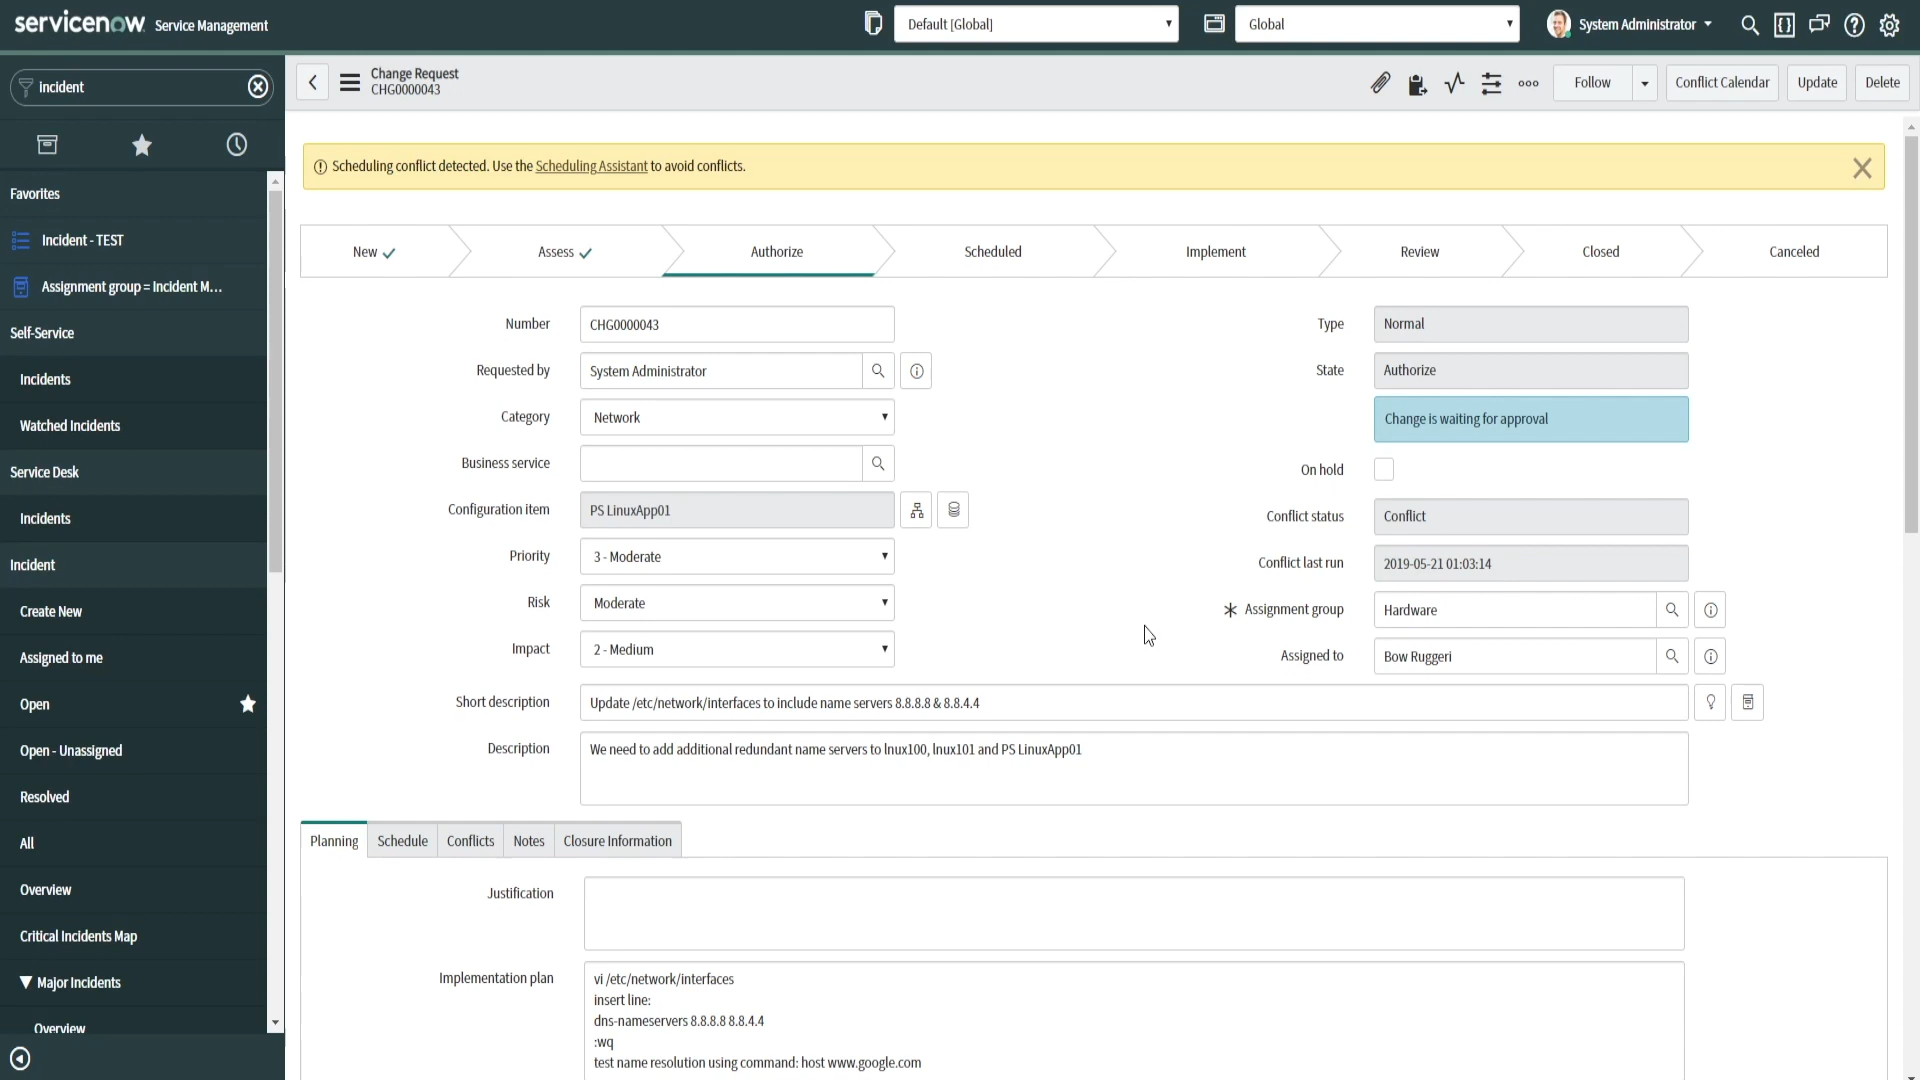 servicenow Service Management
Default [Global]
Global
System Administrator
incident
Change Request
CHG0000043
Follow
Conflict Calendar
Update
Delete
Favorites
Incident - TEST
Assignment group = Incident M...
Self-Service
Incidents
Watched Incidents
Service Desk
Incidents
Incident
Create New
Assigned to me
Open
Open - Unassigned
Resolved
All
Overview
Critical Incidents Map
Major Incidents
Overview
Scheduling conflict detected. Use the Scheduling Assistant to avoid conflicts.
New
Assess
Authorize
Scheduled
Implement
Review
Closed
Canceled
Number CHG0000043
Requested by System Administrator
Category Network
Business service
Configuration item PS LinuxApp01
Priority 3 - Moderate
Risk Moderate
Impact 2 - Medium
Type Normal
State Authorize
Change is waiting for approval
On hold
Conflict status Conflict
Conflict last run 2019-05-21 01:03:14
Assignment group Hardware
Assigned to Bow Ruggeri
Short description Update /etc/network/interfaces to include name servers 8.8.8.8 & 8.8.4.4
Description We need to add additional redundant name servers to lnux100, lnux101 and PS LinuxApp01
Planning
Schedule
Conflicts
Notes
Closure Information
Justification
Implementation plan
vi /etc/network/interfaces
insert line:
dns-nameservers 8.8.8.8 8.8.4.4
:wq
test name resolution using command: host www.google.com